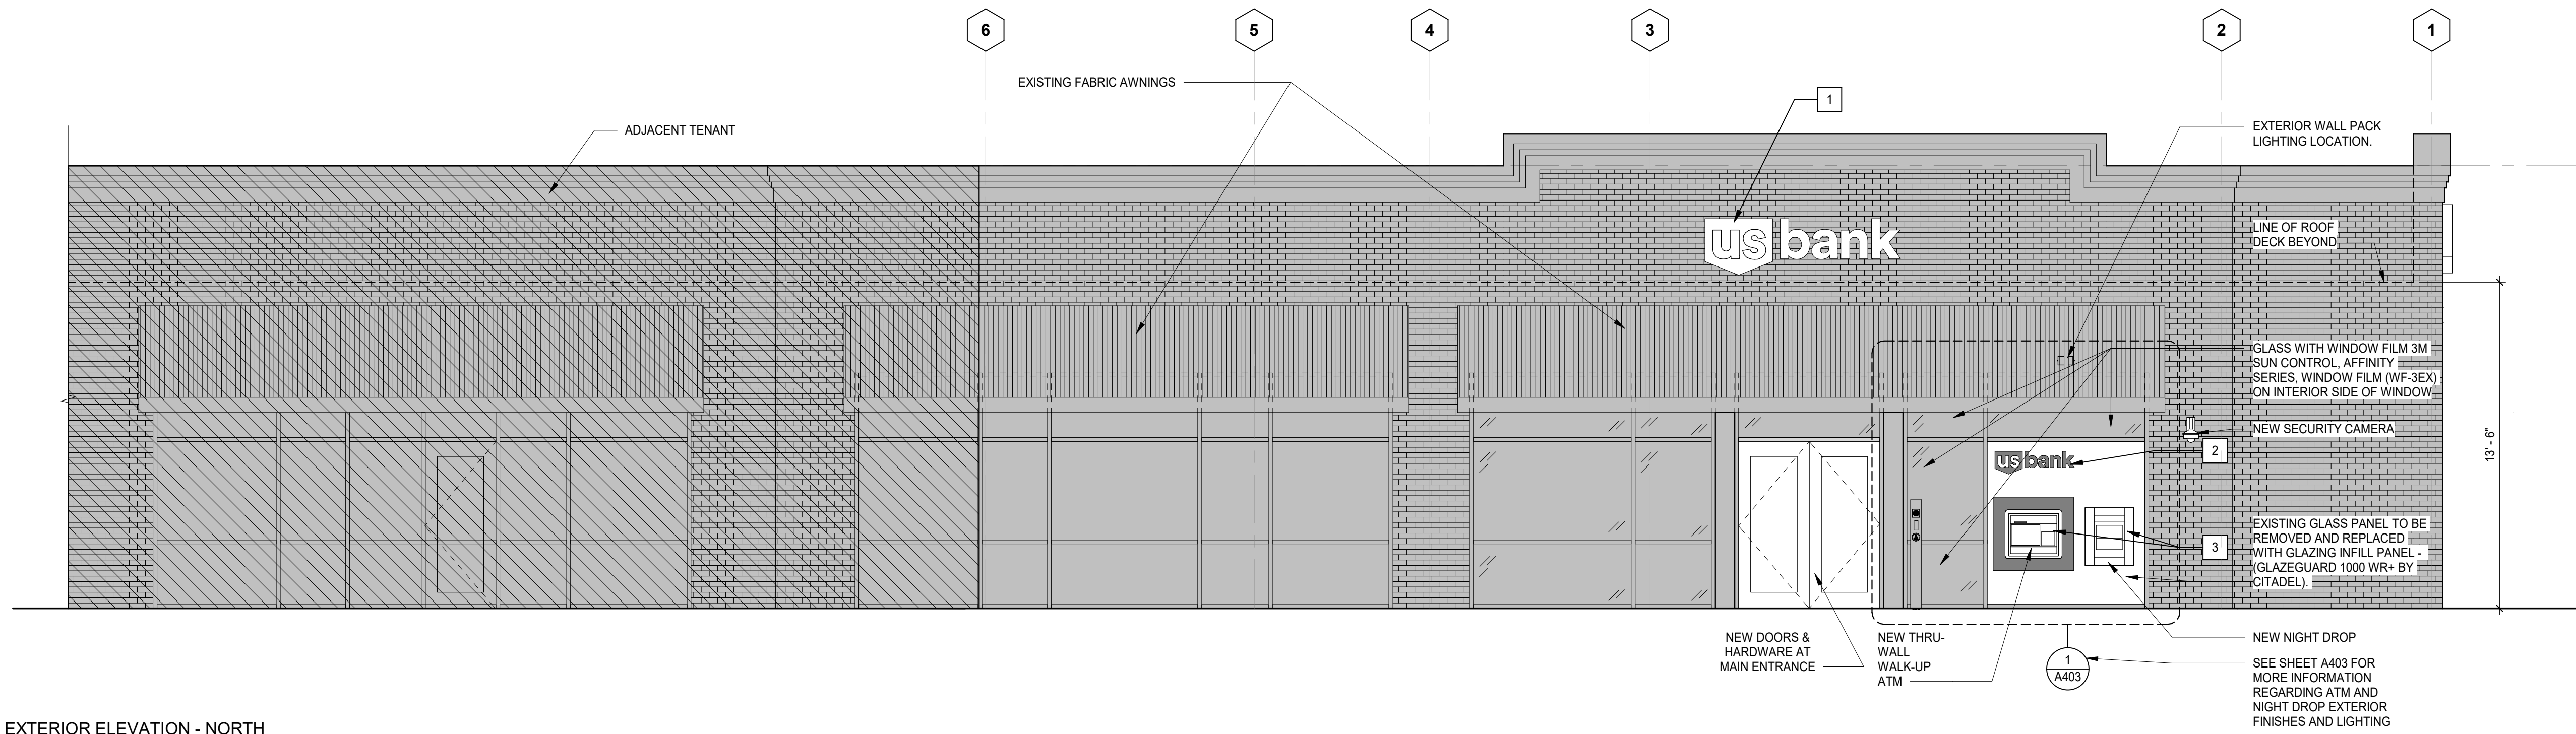 6
5
4
3
2
1
EXISTING FABRIC AWNINGS
1
ADJACENT TENANT
EXTERIOR WALL PACK
LIGHTING LOCATION.
us bank
LINE OF ROOF
DECK BEYOND
GLASS WITH WINDOW FILM 3M
SUN CONTROL, AFFINITY
SERIES, WINDOW FILM (WF-3EX)
ON INTERIOR SIDE OF WINDOW
NEW SECURITY CAMERA
2
us bank
13' - 6"
EXISTING GLASS PANEL TO BE
REMOVED AND REPLACED
WITH GLAZING INFILL PANEL -
(GLAZEGUARD 1000 WR+ BY
CITADEL).
3
NEW DOORS &
HARDWARE AT
MAIN ENTRANCE
NEW THRU-
WALL
WALK-UP
ATM
1
A403
NEW NIGHT DROP
SEE SHEET A403 FOR
MORE INFORMATION
REGARDING ATM AND
NIGHT DROP EXTERIOR
FINISHES AND LIGHTING
EXTERIOR ELEVATION - NORTH